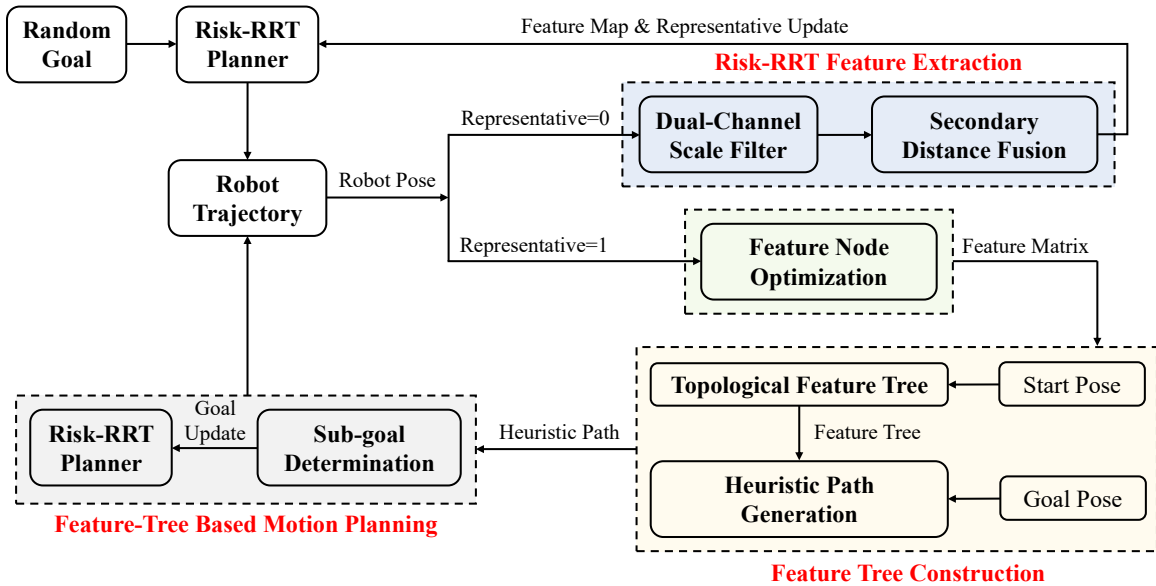 Random
Goal
Risk-RRT
Planner
Feature Map & Representative Update
Risk-RRT Feature Extraction
Representative=0
Dual-Channel
Scale Filter
Secondary
Distance Fusion
Robot
Trajectory
Robot Pose
Representative=1
Feature Node
Optimization
Feature Matrix
Topological Feature Tree
Start Pose
Feature Tree
Heuristic Path
Generation
Goal Pose
Feature Tree Construction
Heuristic Path
Risk-RRT
Planner
Goal
Update
Sub-goal
Determination
Feature-Tree Based Motion Planning